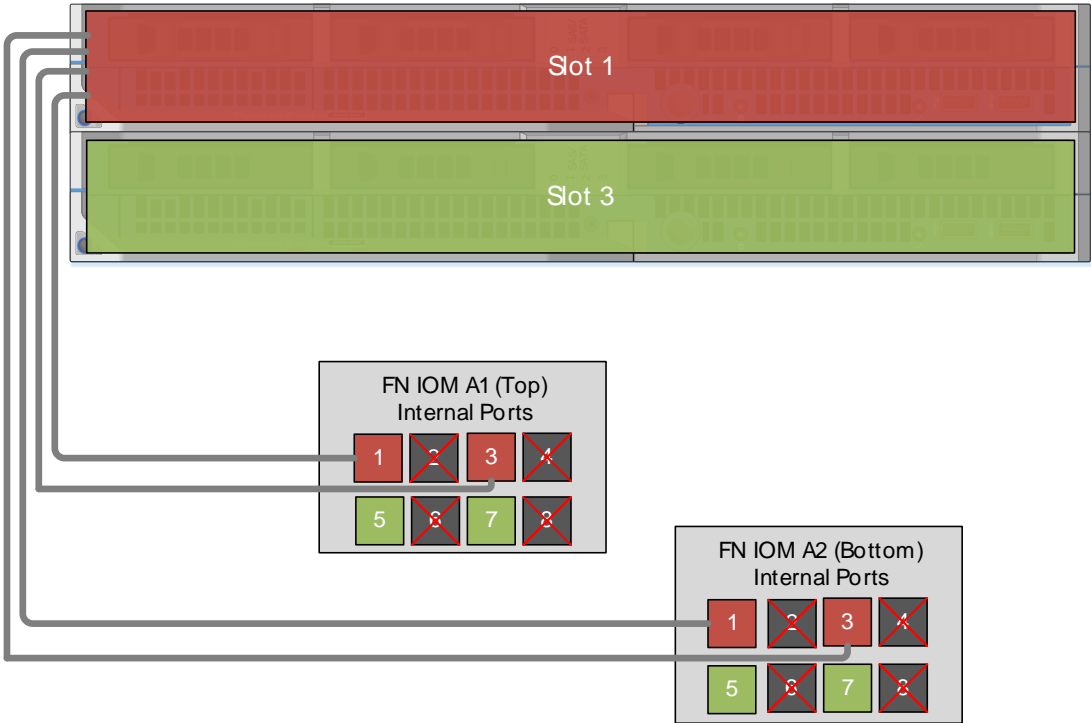 Slot 1
Slot 3
FN IOM A1 (Top)
Internal Ports
1 2 3 4
5 6 7 8
FN IOM A2 (Bottom)
Internal Ports
1 2 3 4
5 6 7 8